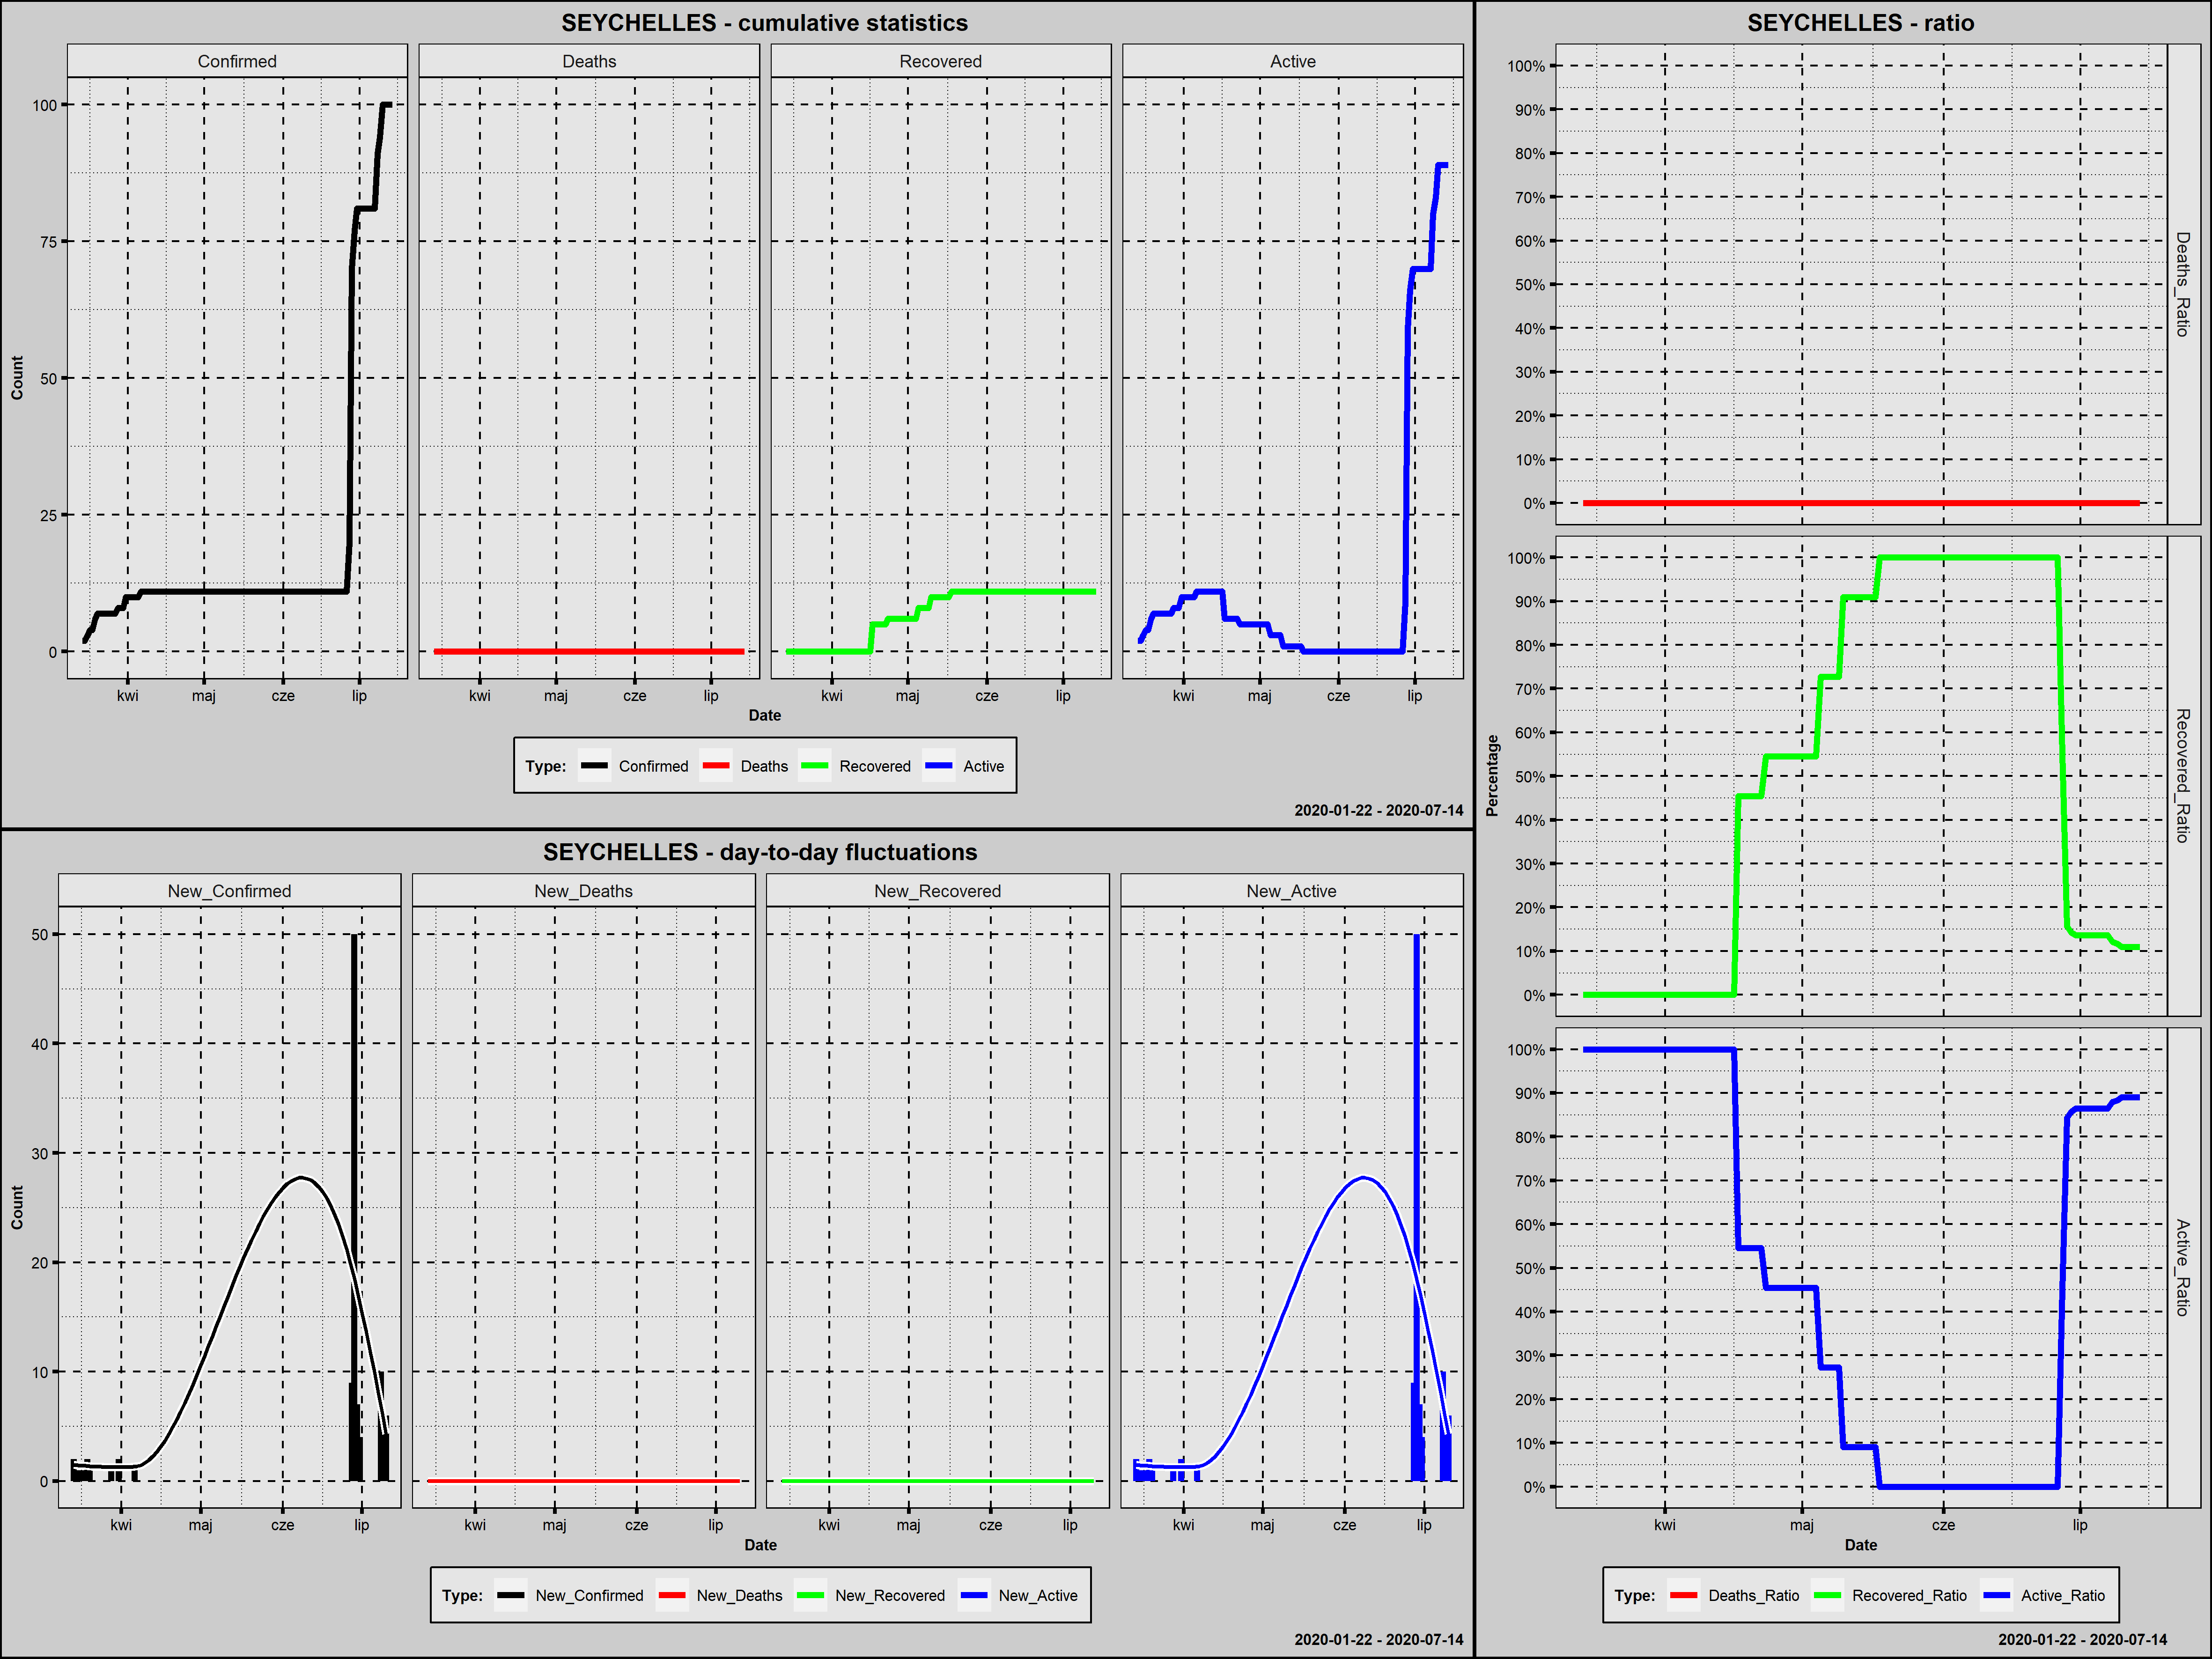 SEYCHELLES - cumulative statistics
Confirmed Deaths Recovered Active
100
75
50
25
0
Count
kwi maj cze lip kwi maj cze lip kwi maj cze lip kwi maj cze lip
Date
Type: Confirmed Deaths Recovered Active
2020-01-22 - 2020-07-14
SEYCHELLES - day-to-day fluctuations
New_Confirmed New_Deaths New_Recovered New_Active
50
40
30
20
10
0
Count
kwi maj cze lip kwi maj cze lip kwi maj cze lip kwi maj cze lip
Date
Type: New_Confirmed New_Deaths New_Recovered New_Active
2020-01-22 - 2020-07-14
SEYCHELLES - ratio
100%
90%
80%
70%
60%
50%
40%
30%
20%
10%
0%
Deaths_Ratio
100%
90%
80%
70%
60%
50%
40%
30%
20%
10%
0%
Recovered_Ratio
Percentage
100%
90%
80%
70%
60%
50%
40%
30%
20%
10%
0%
Active_Ratio
kwi maj cze lip
Date
Type: Deaths_Ratio Recovered_Ratio Active_Ratio
2020-01-22 - 2020-07-14